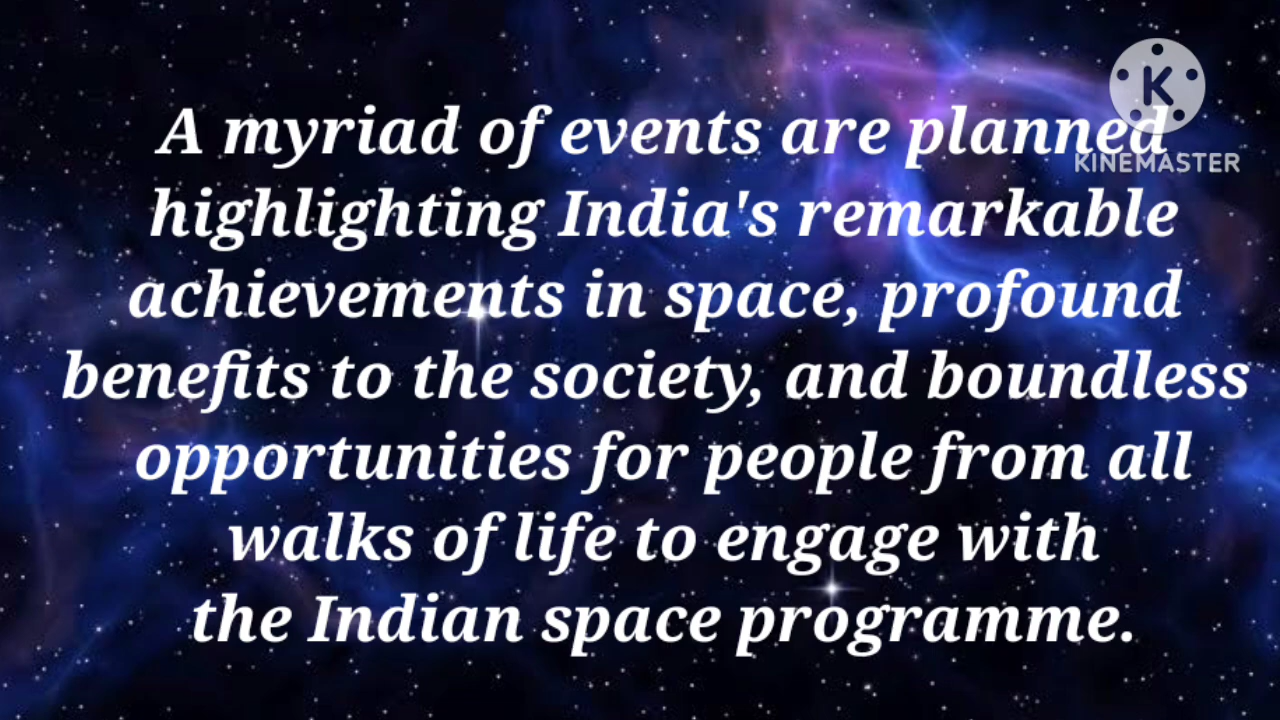 A myriad of events are planned
highlighting India's remarkable
achievements in space, profound
benefits to the society, and boundless
opportunities for people from all
walks of life to engage with
the Indian space programme.
K
KINEMASTER